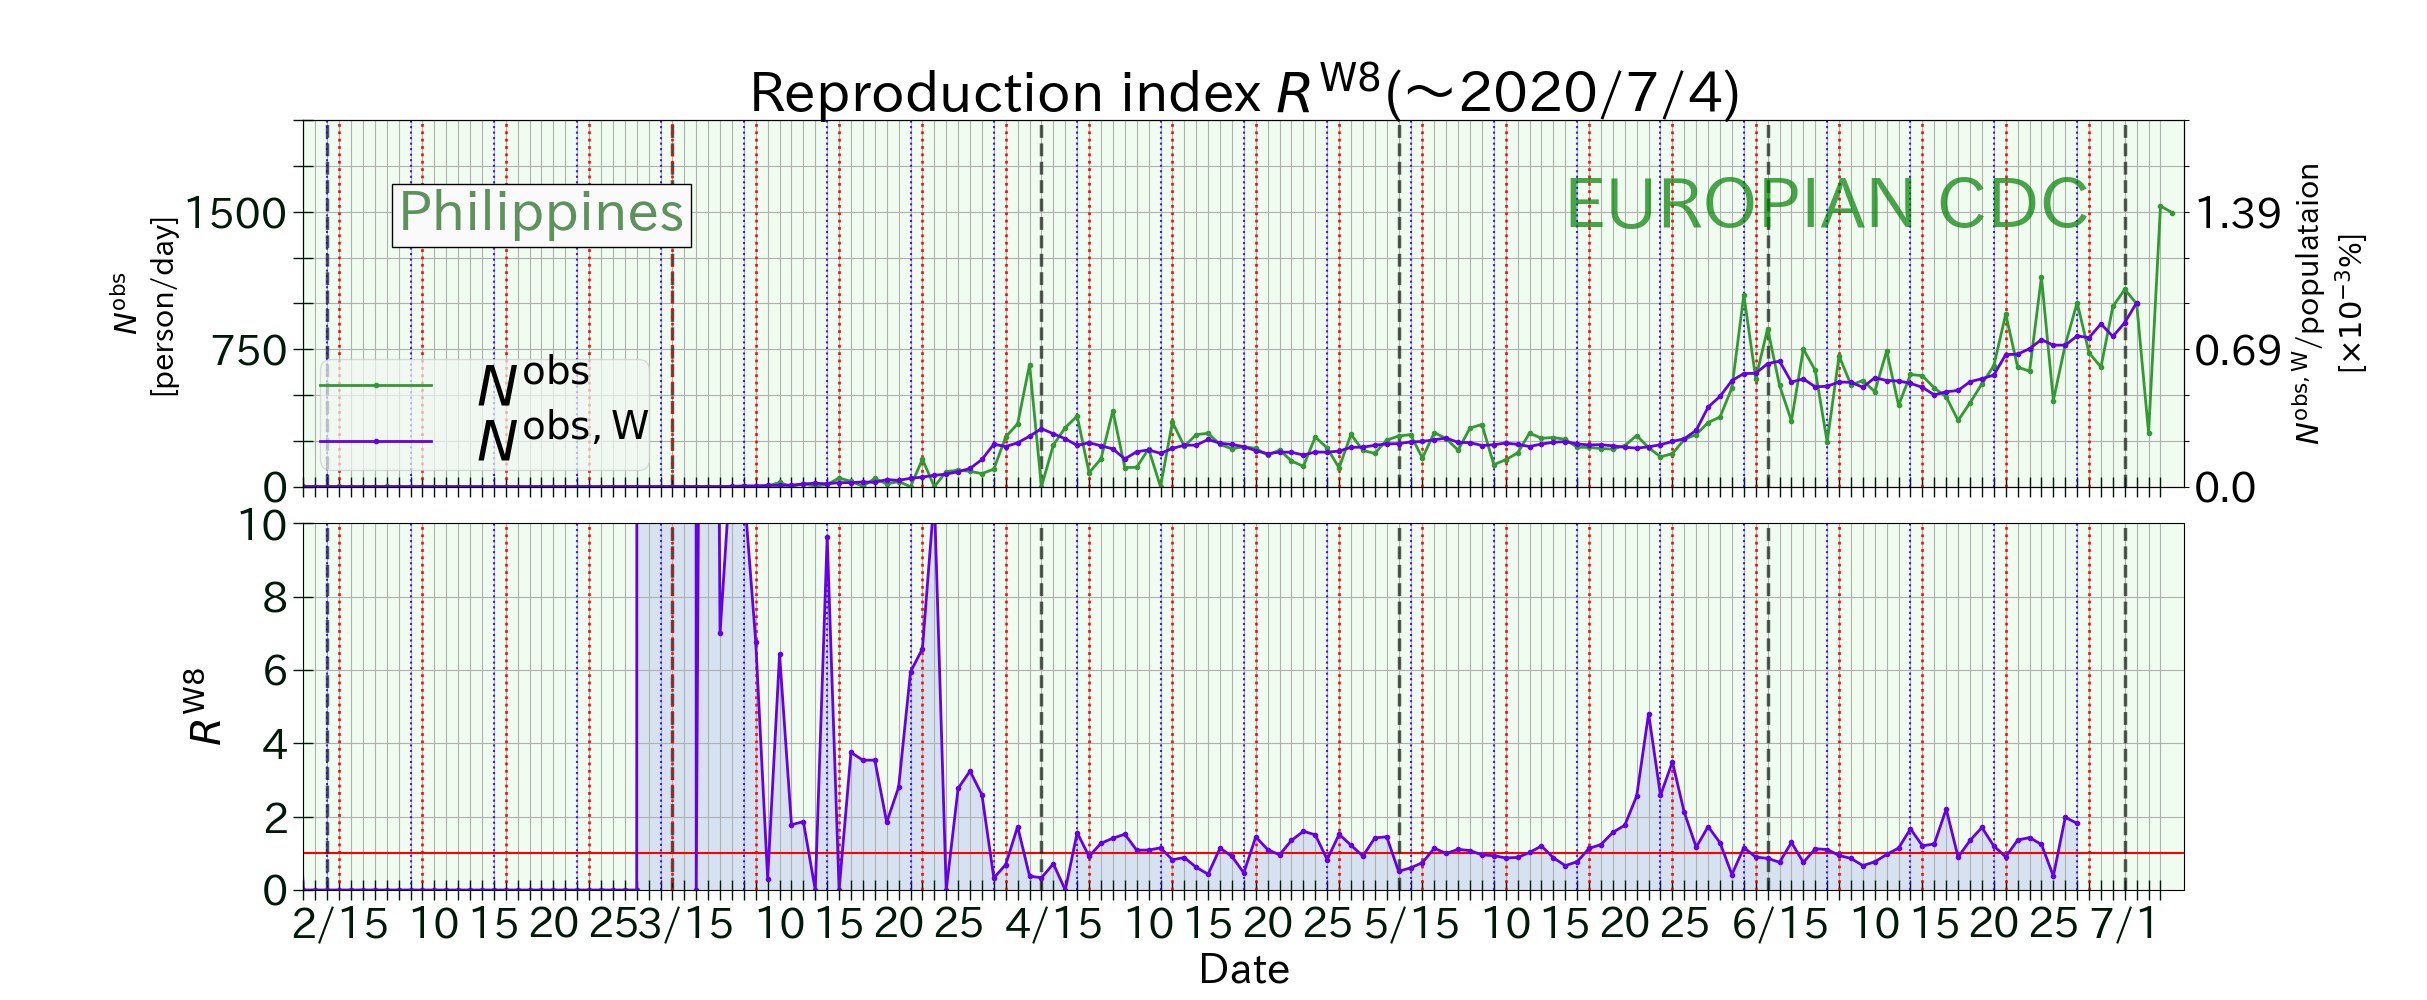 Reproduction index R^W8(～2020/7/4)
Philippines
EUROPIAN CDC
N^obs
[person/day]
1500
750
0
N^obs
N^obs, W
1.39
0.69
0.0
N^obs, W/populataion
[×10^−3%]
R^W8
10
8
6
4
2
0
2/15 10 15 20 253/15 10 15 20 25 4/15 10 15 20 25 5/15 10 15 20 25 6/15 10 15 20 25 7/1
Date